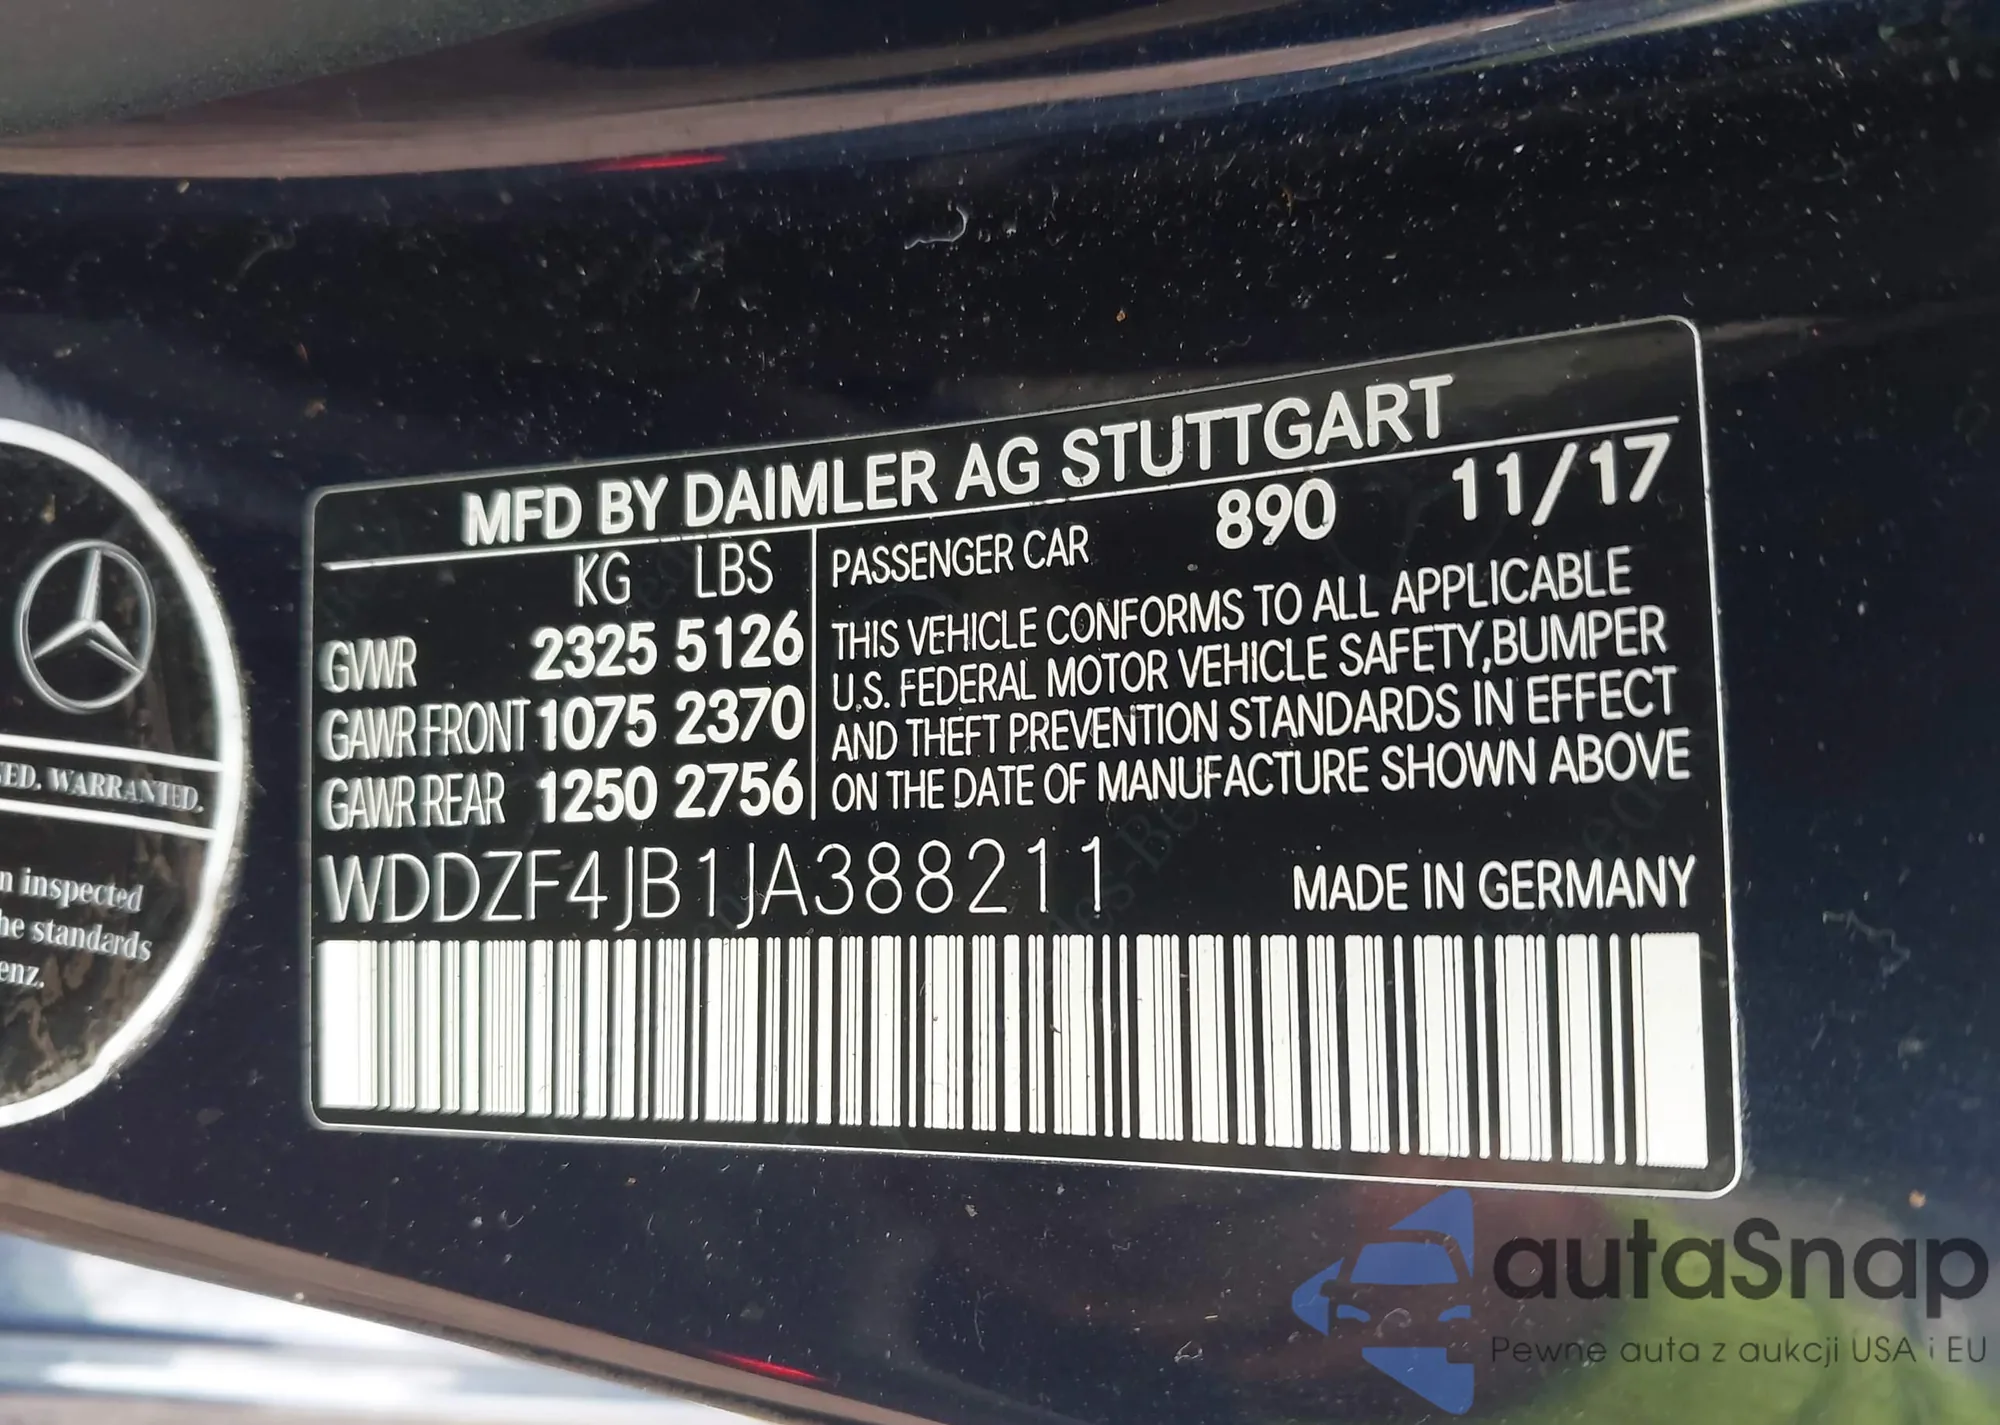 MFD BY DAIMLER AG STUTTGART
KG LBS
GVWR 2325 5126
GAWR FRONT 1075 2370
GAWR REAR 1250 2756
PASSENGER CAR 890 11/17
THIS VEHICLE CONFORMS TO ALL APPLICABLE
U.S. FEDERAL MOTOR VEHICLE SAFETY,BUMPER
AND THEFT PREVENTION STANDARDS IN EFFECT
ON THE DATE OF MANUFACTURE SHOWN ABOVE
WDDZF4JB1JA388211
MADE IN GERMANY
WARRANTED.
inspected
standards
autaSnap
Pewne auta z aukcji USA i EU